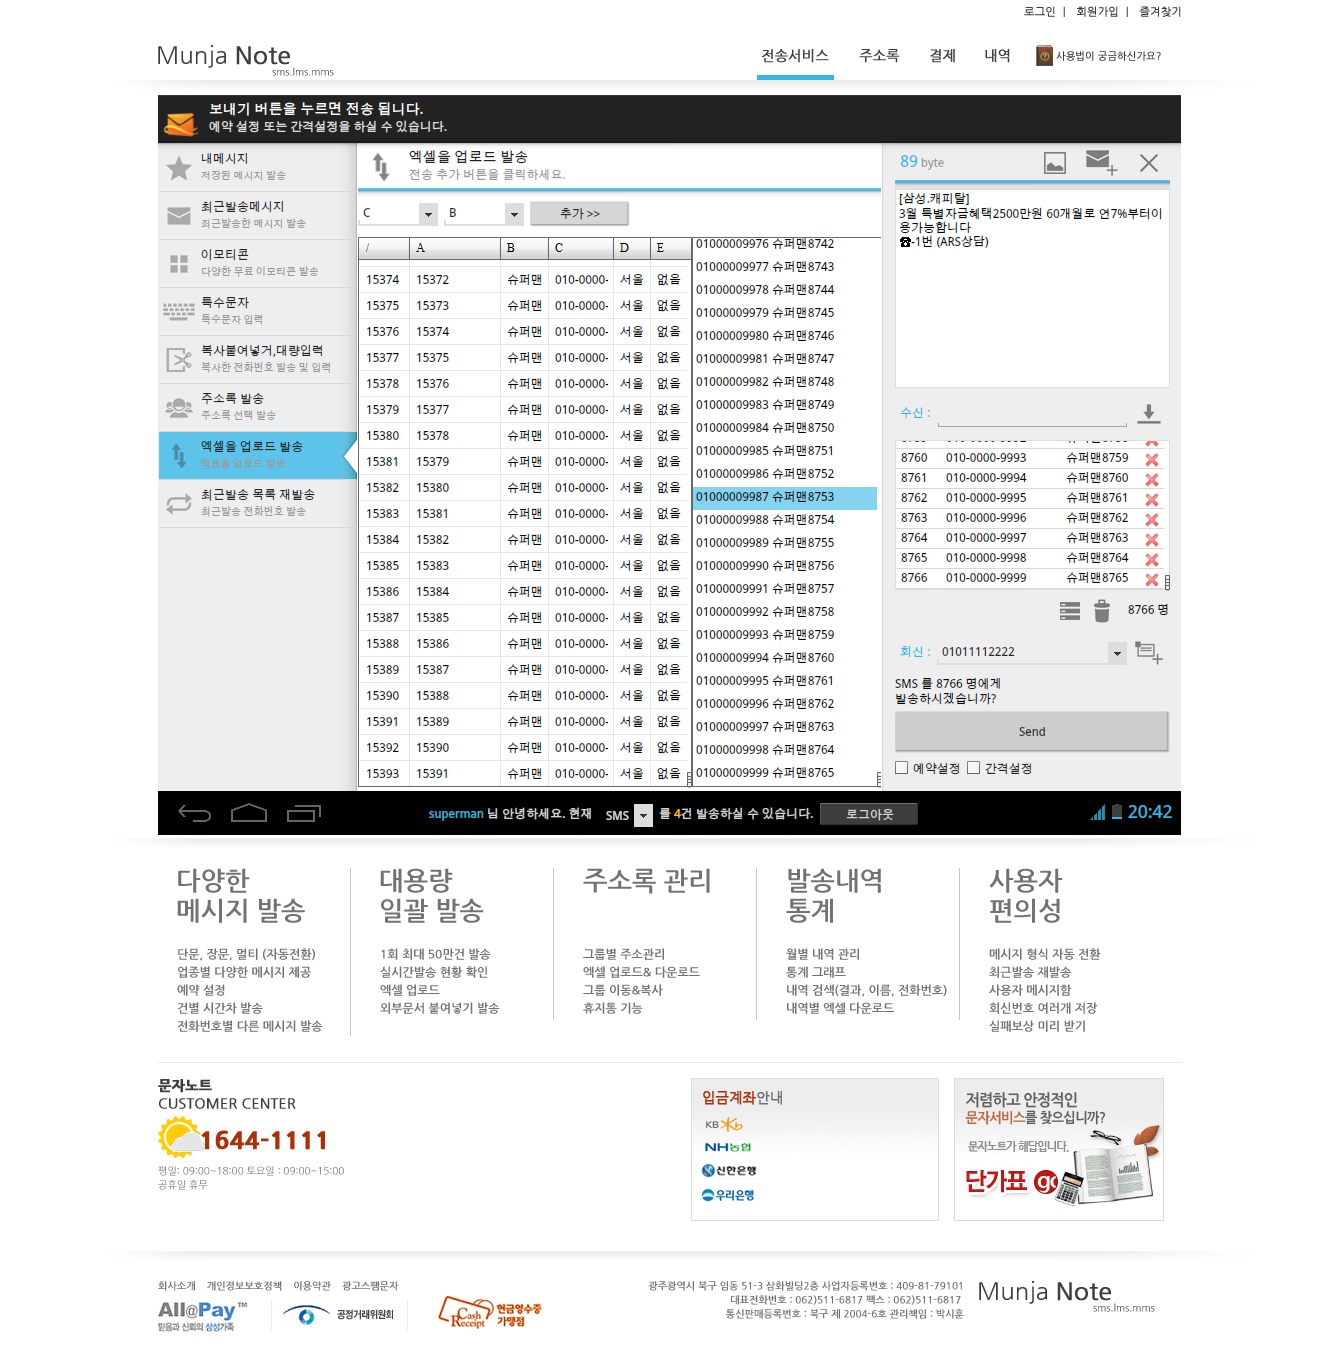 로그인 | 회원가입 | 즐겨찾기
Munja Note
sms.lms.mms
전송서비스 주소록 결제 내역 사용법이 궁금하신가요?
보내기 버튼을 누르면 전송 됩니다.
예약 설정 또는 간격설정을 하실 수 있습니다.
내메시지
저장된 메시지 발송
최근발송메시지
최근발송한 메시지 발송
이모티콘
다양한 무료 이모티콘 발송
특수문자
특수문자 입력
복사붙여넣거,대량입력
복사한 전화번호 발송 및 입력
주소록 발송
주소록 선택 발송
엑셀을 업로드 발송
엑셀을 업로드 발송
최근발송 목록 재발송
최근발송 전화번호 발송
엑셀을 업로드 발송
전송 추가 버튼을 클릭하세요.
C B 추가 >>
/ A B C D E
15374 15372 슈퍼맨 010-0000- 서울 없음
15375 15373 슈퍼맨 010-0000- 서울 없음
15376 15374 슈퍼맨 010-0000- 서울 없음
15377 15375 슈퍼맨 010-0000- 서울 없음
15378 15376 슈퍼맨 010-0000- 서울 없음
15379 15377 슈퍼맨 010-0000- 서울 없음
15380 15378 슈퍼맨 010-0000- 서울 없음
15381 15379 슈퍼맨 010-0000- 서울 없음
15382 15380 슈퍼맨 010-0000- 서울 없음
15383 15381 슈퍼맨 010-0000- 서울 없음
15384 15382 슈퍼맨 010-0000- 서울 없음
15385 15383 슈퍼맨 010-0000- 서울 없음
15386 15384 슈퍼맨 010-0000- 서울 없음
15387 15385 슈퍼맨 010-0000- 서울 없음
15388 15386 슈퍼맨 010-0000- 서울 없음
15389 15387 슈퍼맨 010-0000- 서울 없음
15390 15388 슈퍼맨 010-0000- 서울 없음
15391 15389 슈퍼맨 010-0000- 서울 없음
15392 15390 슈퍼맨 010-0000- 서울 없음
15393 15391 슈퍼맨 010-0000- 서울 없음
01000009976 슈퍼맨8742
01000009977 슈퍼맨8743
01000009978 슈퍼맨8744
01000009979 슈퍼맨8745
01000009980 슈퍼맨8746
01000009981 슈퍼맨8747
01000009982 슈퍼맨8748
01000009983 슈퍼맨8749
01000009984 슈퍼맨8750
01000009985 슈퍼맨8751
01000009986 슈퍼맨8752
01000009987 슈퍼맨8753
01000009988 슈퍼맨8754
01000009989 슈퍼맨8755
01000009990 슈퍼맨8756
01000009991 슈퍼맨8757
01000009992 슈퍼맨8758
01000009993 슈퍼맨8759
01000009994 슈퍼맨8760
01000009995 슈퍼맨8761
01000009996 슈퍼맨8762
01000009997 슈퍼맨8763
01000009998 슈퍼맨8764
01000009999 슈퍼맨8765
89 byte
[삼성.캐피탈]
3월 특별자금혜택2500만원 60개월로 연7%부터이
용가능합니다
☎-1번 (ARS상담)
수신 :
8760 010-0000-9993 슈퍼맨8759
8761 010-0000-9994 슈퍼맨8760
8762 010-0000-9995 슈퍼맨8761
8763 010-0000-9996 슈퍼맨8762
8764 010-0000-9997 슈퍼맨8763
8765 010-0000-9998 슈퍼맨8764
8766 010-0000-9999 슈퍼맨8765
8766 명
회신 : 01011112222
SMS 를 8766 명에게
발송하시겠습니까?
Send
예약설정 간격설정
superman 님 안녕하세요. 현재 SMS 를 4건 발송하실 수 있습니다. 로그아웃
20:42
다양한
메시지 발송
단문, 장문, 멀티 (자동전환)
업종별 다양한 메시지 제공
예약 설정
건별 시간차 발송
전화번호별 다른 메시지 발송
대용량
일괄 발송
1회 최대 50만건 발송
실시간발송 현황 확인
엑셀 업로드
외부문서 붙여넣기 발송
주소록 관리
그룹별 주소관리
엑셀 업로드& 다운로드
그룹 이동&복사
휴지통 기능
발송내역
통계
월별 내역 관리
통계 그래프
내역 검색(결과, 이름, 전화번호)
내역별 엑셀 다운로드
사용자
편의성
메시지 형식 자동 전환
최근발송 재발송
사용자 메시지함
회신번호 여러개 저장
실패보상 미리 받기
문자노트
CUSTOMER CENTER
1644-1111
평일: 09:00~18:00 토요일 : 09:00~15:00
공휴일 휴무
입금계좌안내
KB
NH농협
신한은행
우리은행
저렴하고 안정적인
문자서비스를 찾으십니까?
문자노트가 해답입니다.
단가표 go
회사소개 개인정보보호정책 이용약관 광고스팸문자
All@Pay™
믿음과 신뢰의 삼성가족
공정거래위원회
Cash Receipt
현금영수증
가맹점
광주광역시 북구 임동 51-3 삼화빌딩2층 사업자등록번호 : 409-81-79101
대표전화번호 : 062)511-6817 팩스 : 062)511-6817
통신판매등록번호 : 북구 제 2004-6호 관리책임 : 박시훈
Munja Note
sms.lms.mms